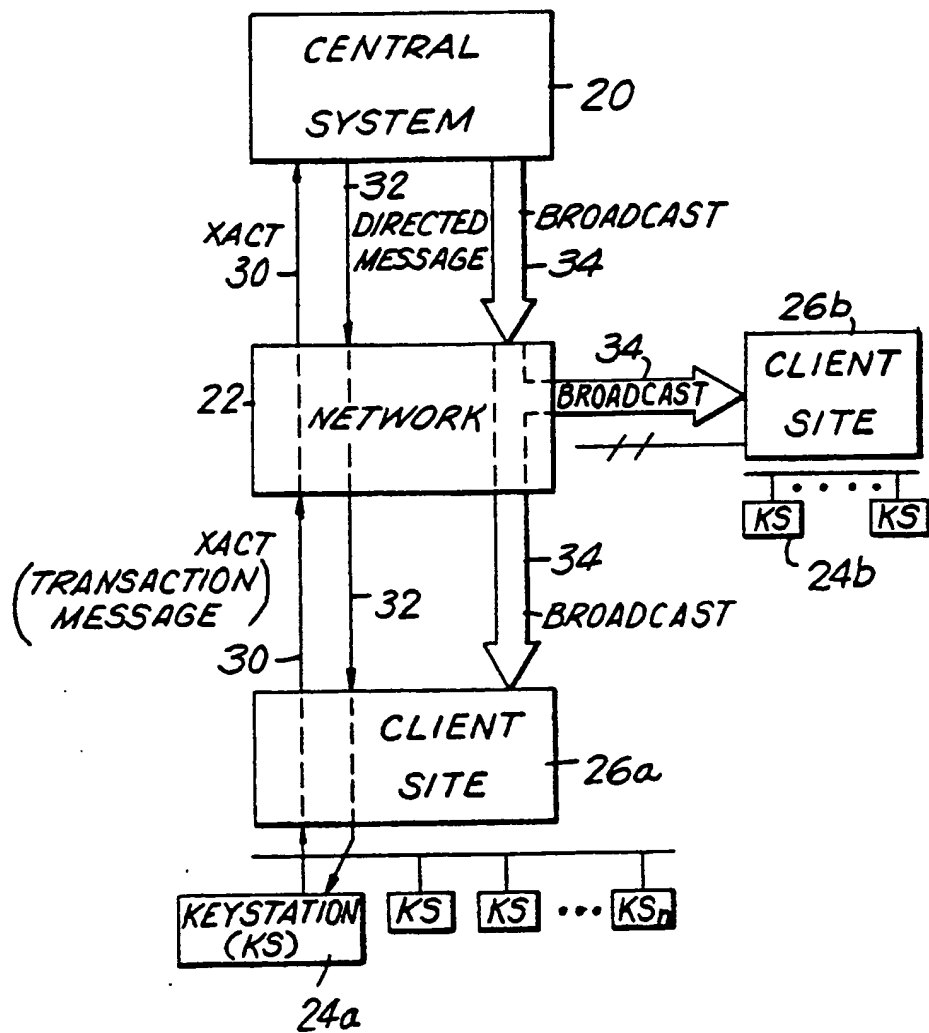 CENTRAL
SYSTEM
20
XACT
30
32
DIRECTED
MESSAGE
BROADCAST
34
26b
CLIENT
SITE
34
BROADCAST
22
NETWORK
KS
KS
24b
XACT
(TRANSACTION
MESSAGE)
30
32
34
BROADCAST
CLIENT
SITE
26a
KEYSTATION
(KS)
KS
KS
KSn
24a